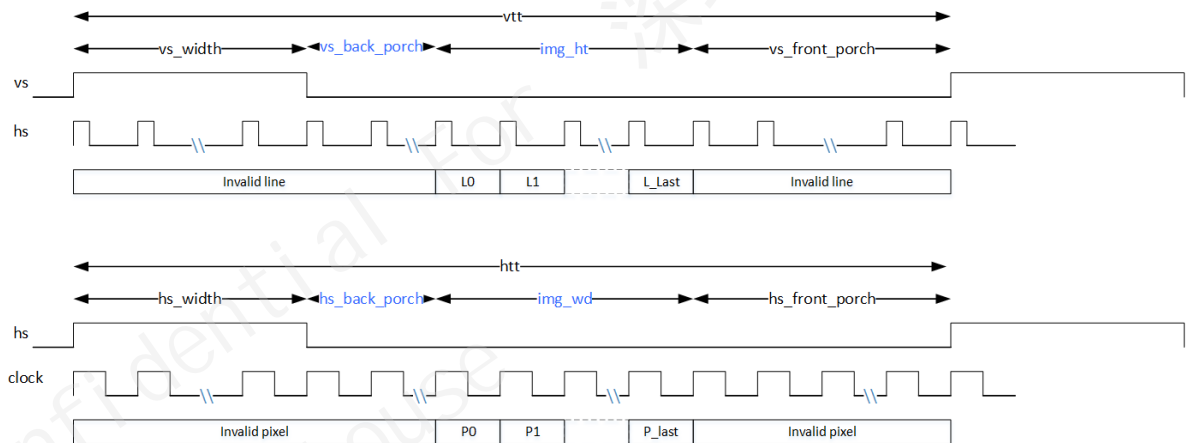 vtt
vs_width vs_back_porch img_ht vs_front_porch
vs
hs
Invalid line L0 L1 L_Last Invalid line
htt
hs_width hs_back_porch img_wd hs_front_porch
hs
clock
Invalid pixel P0 P1 P_last Invalid pixel
For